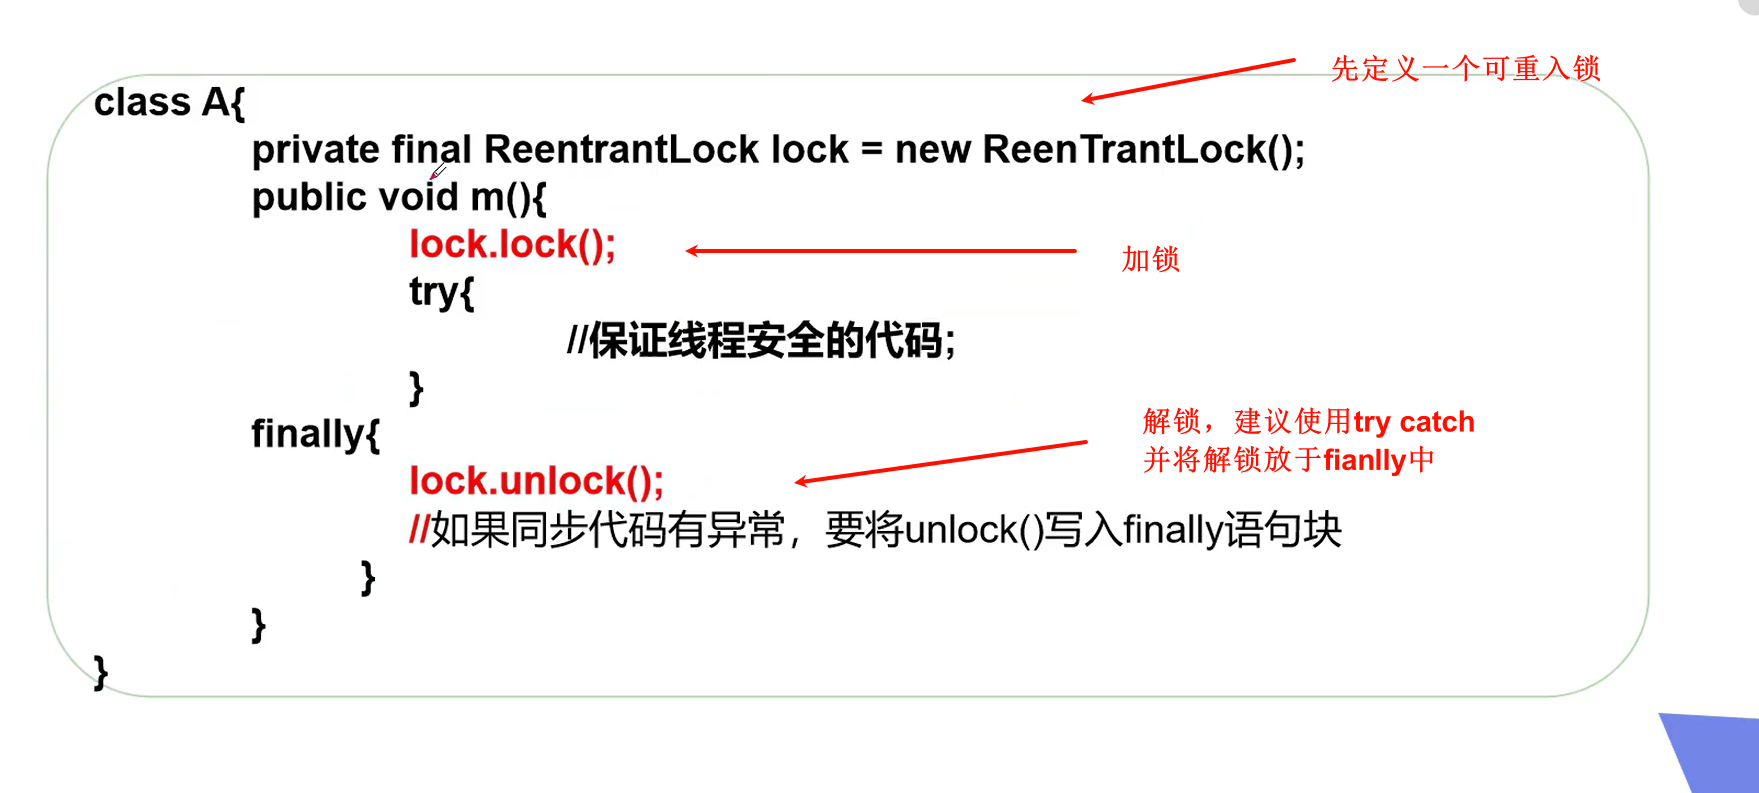 先定义一个可重入锁
class A{
private final ReentrantLock lock = new ReenTrantLock();
public void m(){
lock.lock();
加锁
try{
//保证线程安全的代码;
}
finally{
解锁，建议使用try catch
并将解锁放于fianlly中
lock.unlock();
//如果同步代码有异常，要将unlock()写入finally语句块
}
}
}